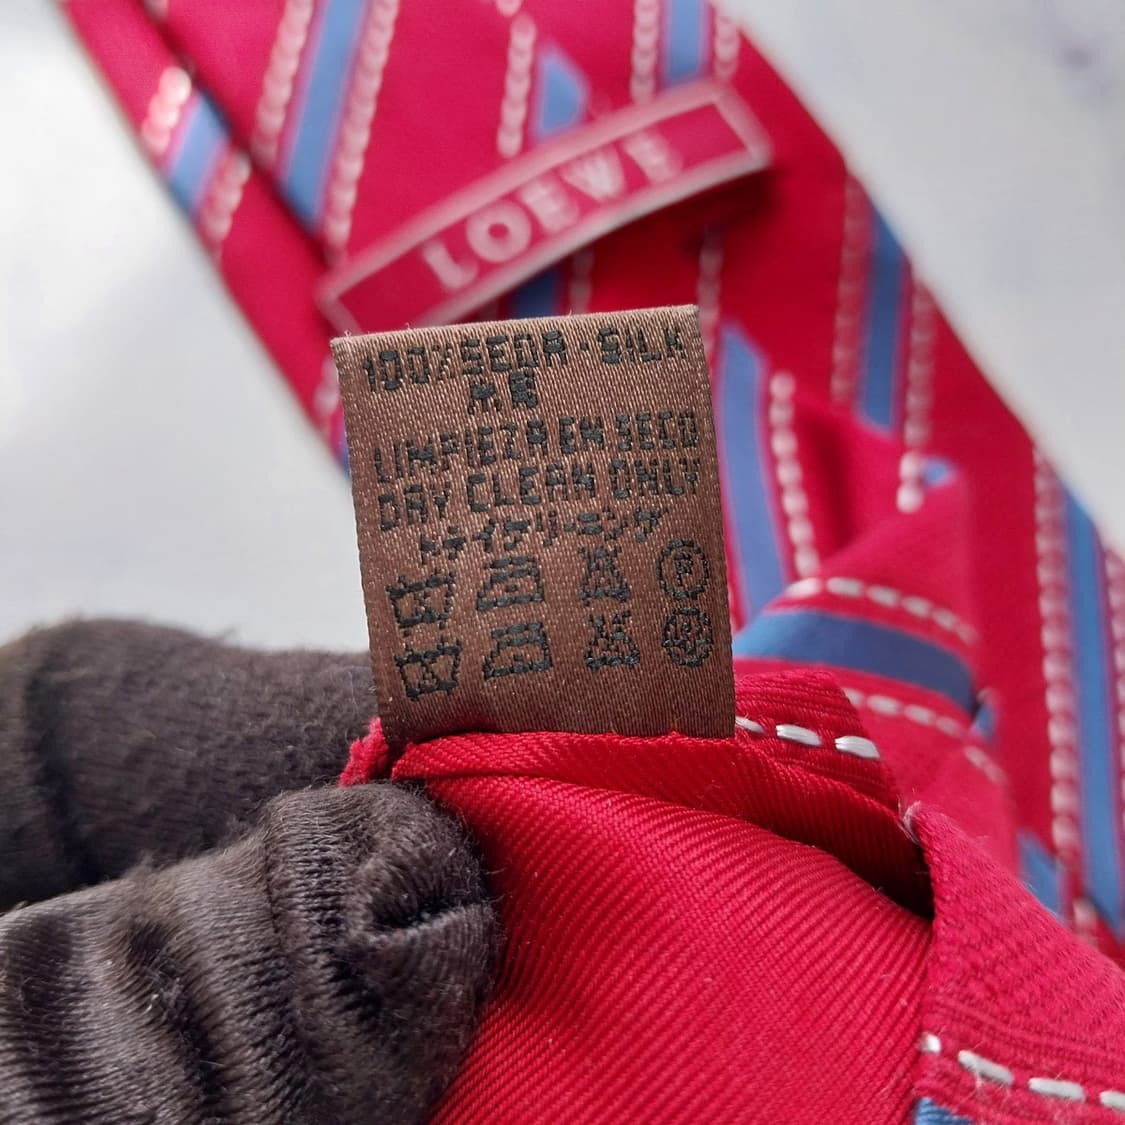 LOEWE
100% SEDA - SILK
LIMPIEZA EN SECO
DRY CLEAN ONLY
ドライクリーニング
P